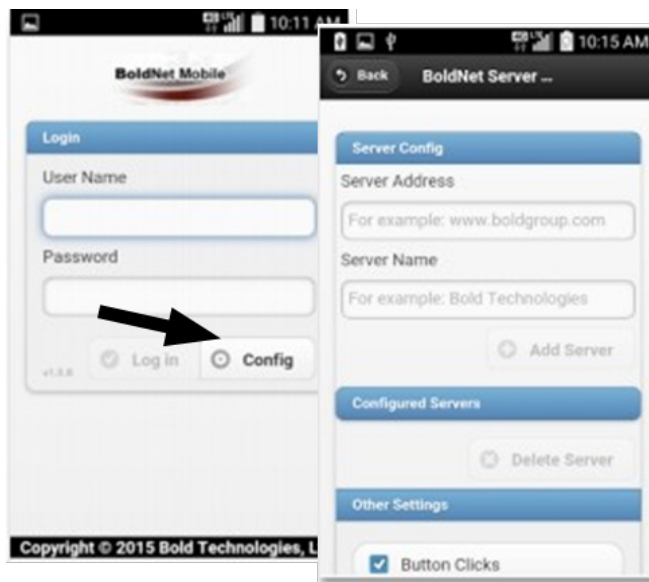 10:11 AM
BoldNet Mobile
Login
User Name
Password
Log in
Config
Copyright © 2015 Bold Technologies, L
10:15 AM
Back
BoldNet Server ...
Server Config
Server Address
For example: www.boldgroup.com
Server Name
For example: Bold Technologies
Add Server
Configured Servers
Delete Server
Other Settings
Button Clicks